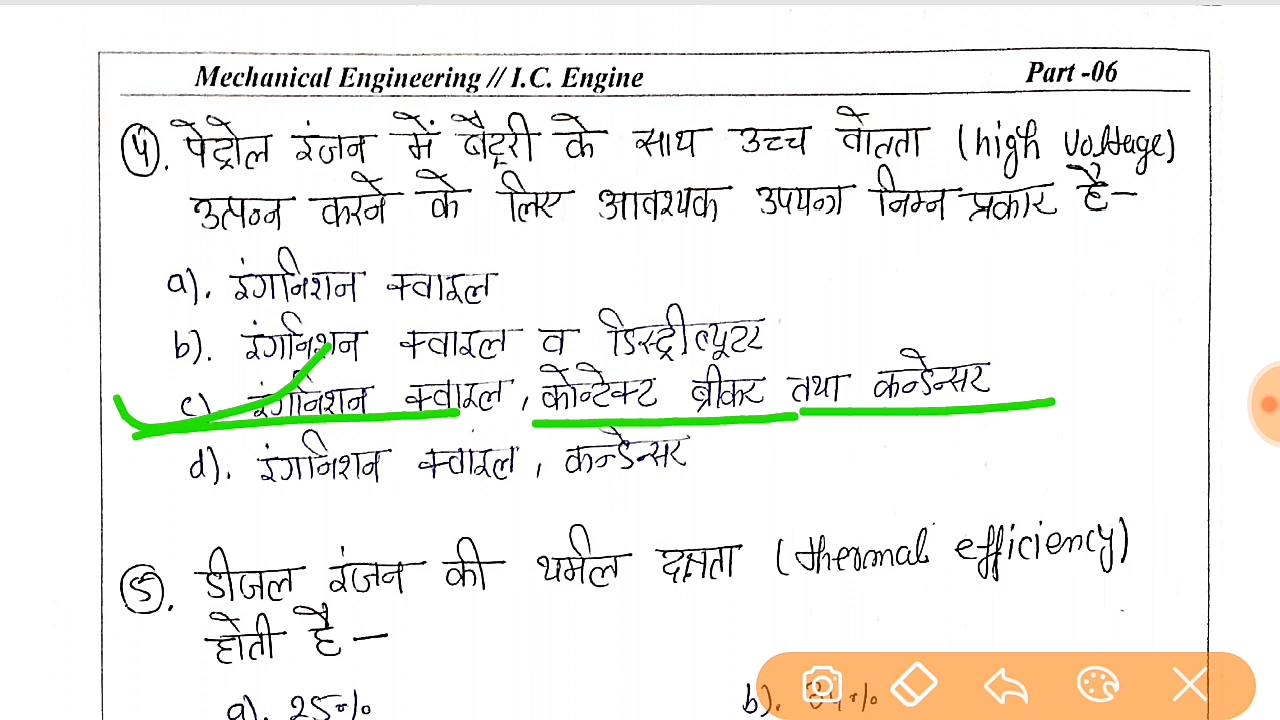 Mechanical Engineering // I.C. Engine
Part -06
4). पेट्रोल इंजन में बैट्री के साथ उच्च वोल्टता (high voltage)
उत्पन्न करने के लिए आवश्यक उपयन्त्र निम्न प्रकार है-
a). इंगनिशन क्वाइल
b). इंगनिशन क्वाइल व डिस्ट्रीब्यूटर
c) इंगनिशन क्वाइल, कोन्टेक्ट ब्रीकर तथा कन्डेन्सर
d). इंगनिशन क्वाइल, कन्डेन्सर
5). डीजल इंजन की थर्मल दक्षता (thermal efficiency)
होती है-
a). 25%
b). 34%